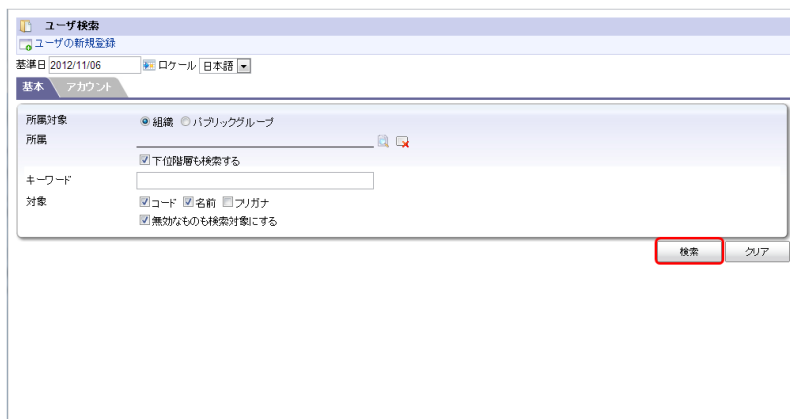 ユーザ検索
ユーザの新規登録
基準日 2012/11/06 ロケール 日本語
基本 アカウント
所属対象 組織 パブリックグループ
所属
下位階層も検索する
キーワード
対象 コード 名前 フリガナ
無効なものも検索対象にする
検索 クリア